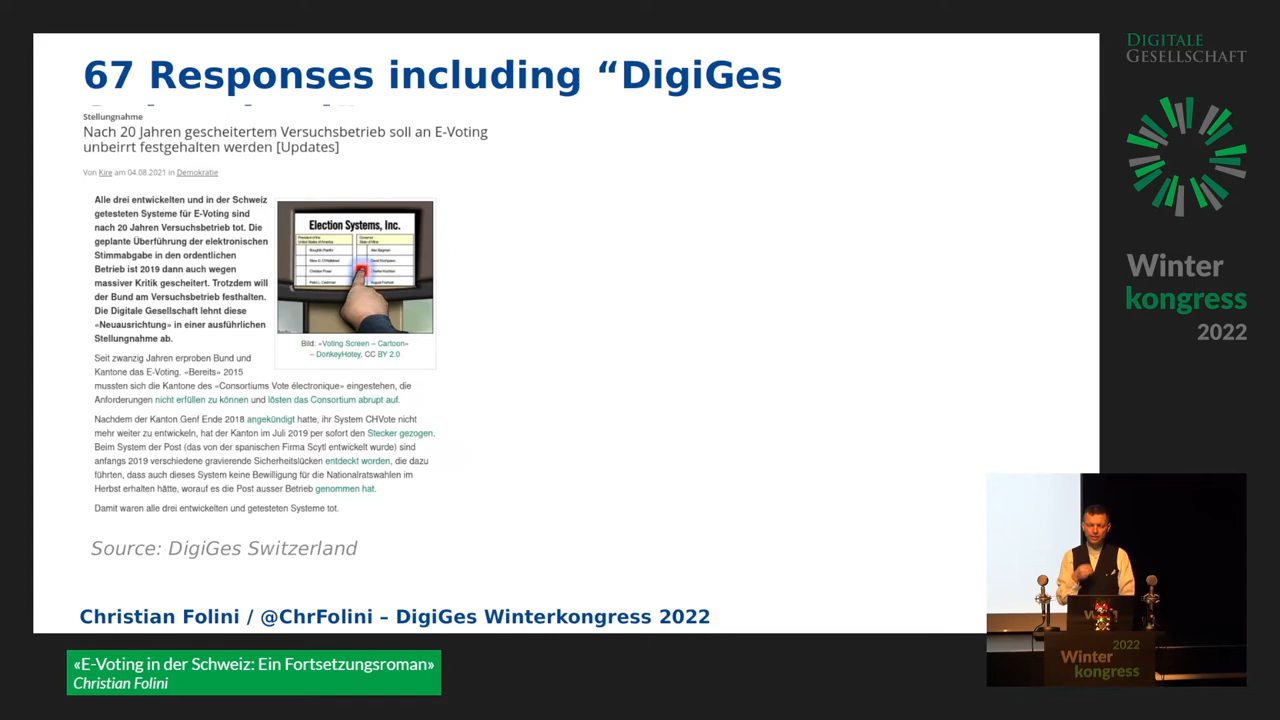 67 Responses including “DigiGes
Stellungnahme
Nach 20 Jahren gescheitertem Versuchsbetrieb soll an E-Voting
unbeirrt festgehalten werden [Updates]
Von Kire am 04.08.2021 in Demokratie
Alle drei entwickelten und in der Schweiz
getesteten Systeme für E-Voting sind
nach 20 Jahren Versuchsbetrieb tot. Die
geplante Überführung der elektronischen
Stimmabgabe in den ordentlichen
Betrieb ist 2019 dann auch wegen
massiver Kritik gescheitert. Trotzdem will
der Bund am Versuchsbetrieb festhalten.
Die Digitale Gesellschaft lehnt diese
«Neuausrichtung» in einer ausführlichen
Stellungnahme ab.
Election Systems, Inc.
Bild: «Voting Screen – Cartoon»
– DonkeyHotey, CC BY 2.0
Seit zwanzig Jahren erproben Bund und
Kantone das E-Voting. «Bereits» 2015
mussten sich die Kantone des «Consortiums Vote électronique» eingestehen, die
Anforderungen nicht erfüllen zu können und lösten das Consortium abrupt auf.
Nachdem der Kanton Genf Ende 2018 angekündigt hatte, ihr System CHVote nicht
mehr weiter zu entwickeln, hat der Kanton im Juli 2019 per sofort den Stecker gezogen.
Beim System der Post (das von der spanischen Firma Scytl entwickelt wurde) sind
anfangs 2019 verschiedene gravierende Sicherheitslücken entdeckt worden, die dazu
führten, dass auch dieses System keine Bewilligung für die Nationalratswahlen im
Herbst erhalten hätte, worauf es die Post ausser Betrieb genommen hat.
Damit waren alle drei entwickelten und getesteten Systeme tot.
Source: DigiGes Switzerland
Christian Folini / @ChrFolini – DigiGes Winterkongress 2022
«E-Voting in der Schweiz: Ein Fortsetzungsroman»
Christian Folini
DIGITALE
GESELLSCHAFT
Winter
kongress
2022
2022
Winter
kongress